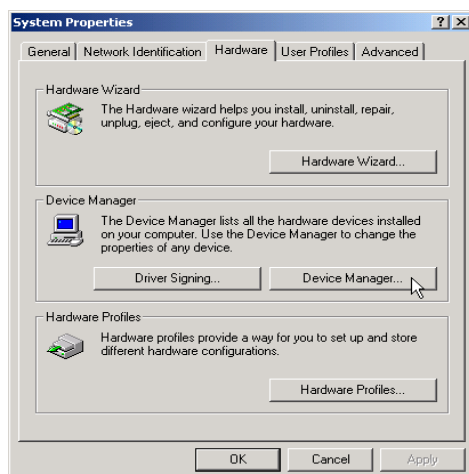 System Properties
General Network Identification Hardware User Profiles Advanced
Hardware Wizard
The Hardware wizard helps you install, uninstall, repair,
unplug, eject, and configure your hardware.
Hardware Wizard...
Device Manager
The Device Manager lists all the hardware devices installed
on your computer. Use the Device Manager to change the
properties of any device.
Driver Signing... Device Manager...
Hardware Profiles
Hardware profiles provide a way for you to set up and store
different hardware configurations.
Hardware Profiles...
OK Cancel Apply